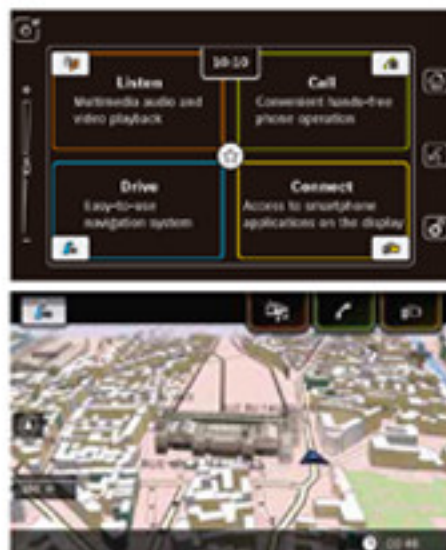 10:10
Listen
Multimedia audio and
video playback
Call
Convenient hands-free
phone operation
Drive
Easy-to-use
navigation system
Connect
Access to smartphone
applications on the display